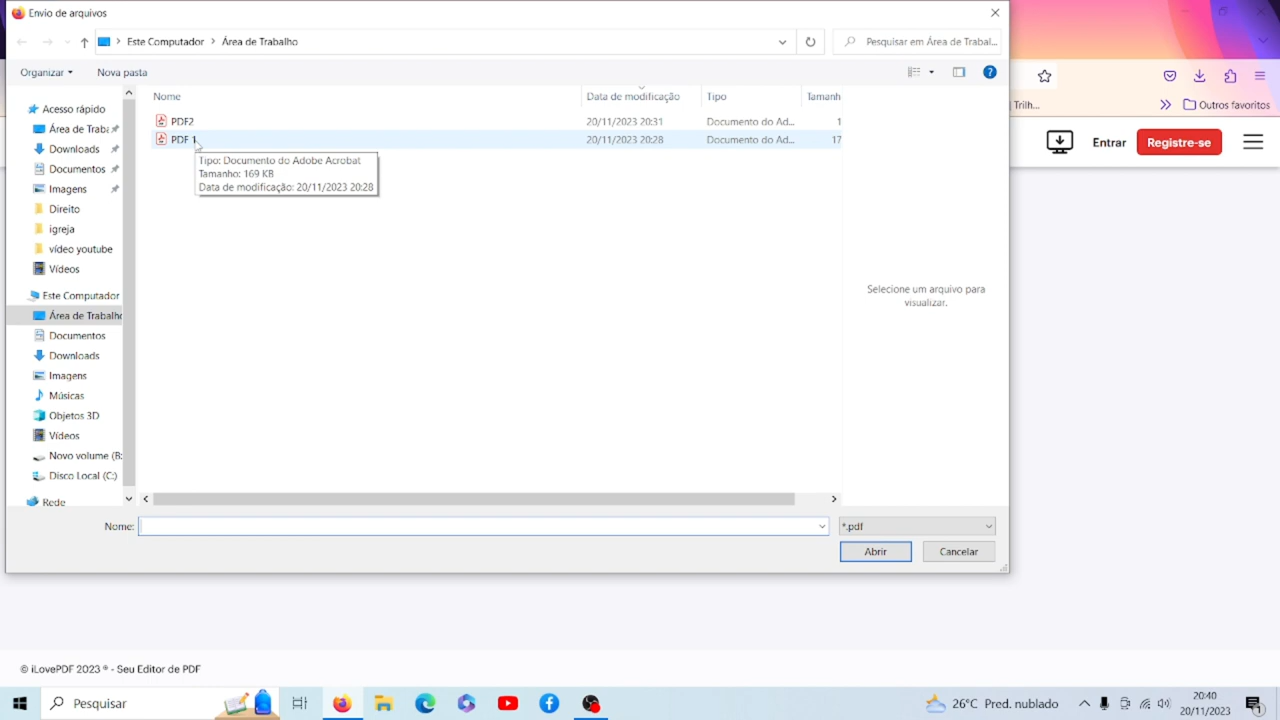 Envio de arquivos
Este Computador
Área de Trabalho
Pesquisar em Área de Trabal...
Organizar
Nova pasta
Trilh...
Outros favoritos
Entrar
Registre-se
Acesso rápido
Área de Traba
Downloads
Documentos
Imagens
Direito
igreja
vídeo youtube
Vídeos
Este Computador
Área de Trabalho
Documentos
Downloads
Imagens
Músicas
Objetos 3D
Vídeos
Novo volume (B:
Disco Local (C:)
Rede
Nome
Data de modificação
Tipo
Tamanh
PDF2
20/11/2023 20:31
Documento do Ad...
1
PDF 1
20/11/2023 20:28
Documento do Ad...
17
Tipo: Documento do Adobe Acrobat
Tamanho: 169 KB
Data de modificação: 20/11/2023 20:28
Selecione um arquivo para
visualizar.
Nome:
*.pdf
Abrir
Cancelar
© iLovePDF 2023 ® - Seu Editor de PDF
Pesquisar
26°C Pred. nublado
20:40
20/11/2023
1